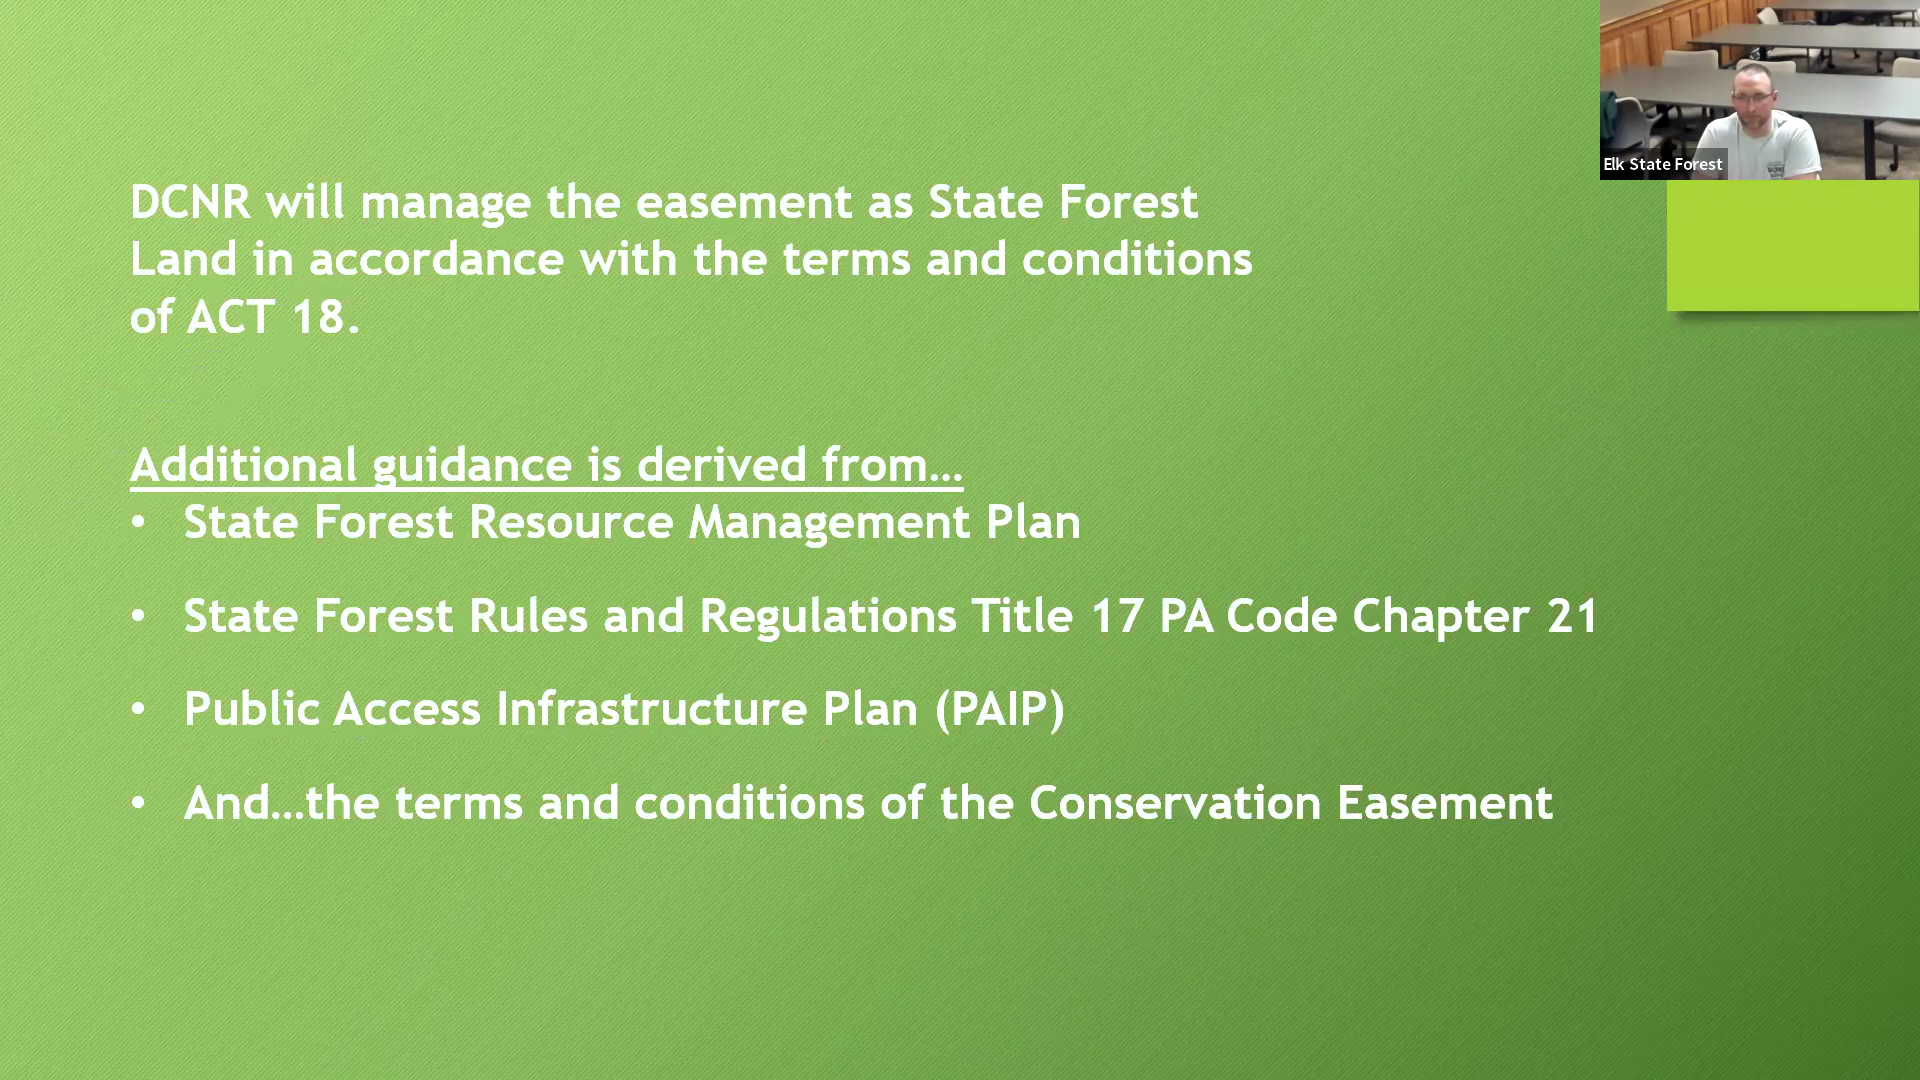 Elk State Forest
DCNR will manage the easement as State Forest
Land in accordance with the terms and conditions
of ACT 18.
Additional guidance is derived from...
• State Forest Resource Management Plan
• State Forest Rules and Regulations Title 17 PA Code Chapter 21
• Public Access Infrastructure Plan (PAIP)
• And...the terms and conditions of the Conservation Easement